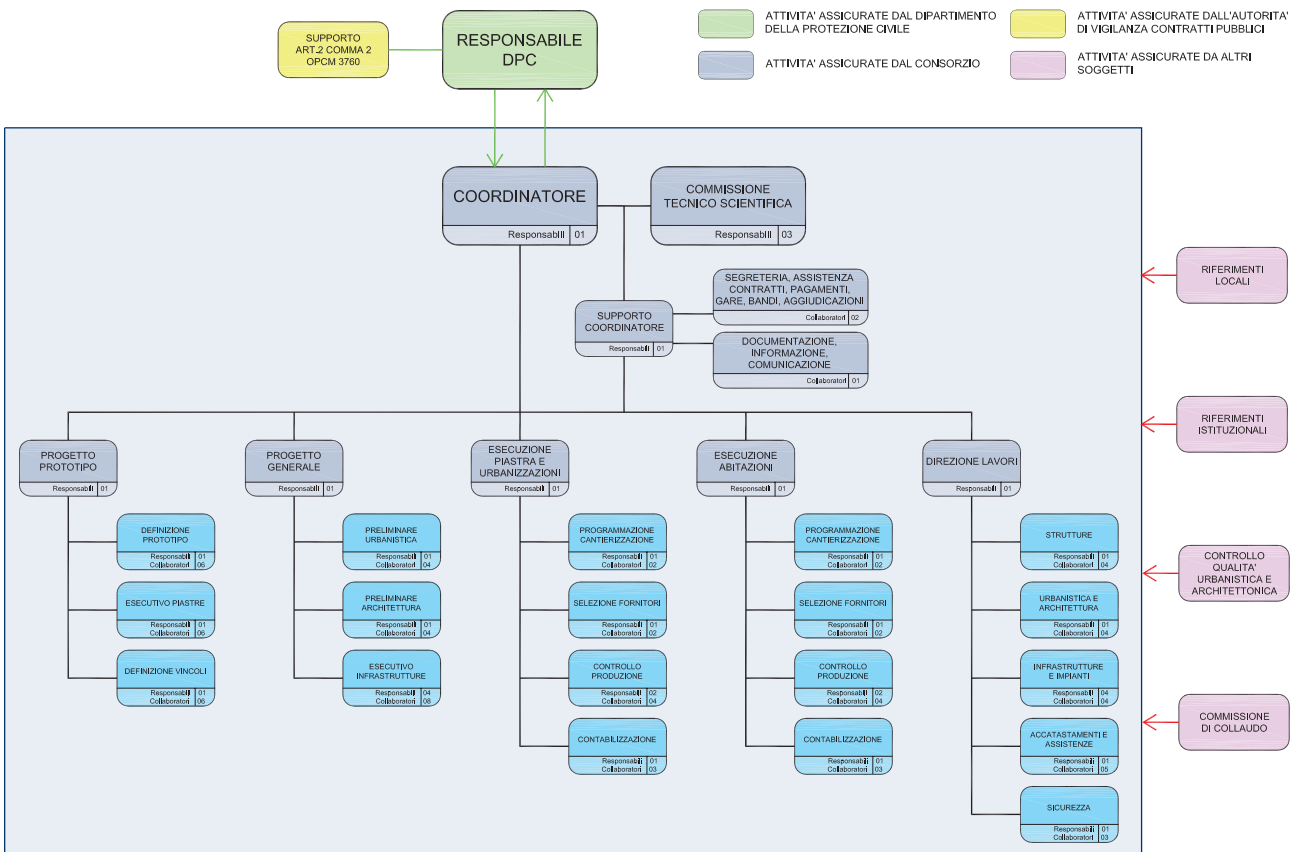 SUPPORTO
ART.2 COMMA 2
OPCM 3760
RESPONSABILE
DPC
ATTIVITA' ASSICURATE DAL DIPARTIMENTO
DELLA PROTEZIONE CIVILE
ATTIVITA' ASSICURATE DALL'AUTORITA'
DI VIGILANZA CONTRATTI PUBBLICI
ATTIVITA' ASSICURATE DAL CONSORZIO
ATTIVITA' ASSICURATE DA ALTRI
SOGGETTI
COORDINATORE
Responsabili 01
COMMISSIONE
TECNICO SCIENTIFICA
Responsabili 03
SEGRETERIA, ASSISTENZA
CONTRATTI, PAGAMENTI,
GARE, BANDI, AGGIUDICAZIONI
Collaboratori 02
SUPPORTO
COORDINATORE
Responsabili 01
DOCUMENTAZIONE,
INFORMAZIONE,
COMUNICAZIONE
Collaboratori 01
RIFERIMENTI
LOCALI
RIFERIMENTI
ISTITUZIONALI
CONTROLLO
QUALITA'
URBANISTICA E
ARCHITETTONICA
COMMISSIONE
DI COLLAUDO
PROGETTO
PROTOTIPO
Responsabili 01
DEFINIZIONE
PROTOTIPO
Responsabili 01
Collaboratori 06
ESECUTIVO PIASTRE
Responsabili 01
Collaboratori 06
DEFINIZIONE VINCOLI
Responsabili 01
Collaboratori 06
PROGETTO
GENERALE
Responsabili 01
PRELIMINARE
URBANISTICA
Responsabili 01
Collaboratori 04
PRELIMINARE
ARCHITETTURA
Responsabili 01
Collaboratori 04
ESECUTIVO
INFRASTRUTTURE
Responsabili 04
Collaboratori 08
ESECUZIONE
PIASTRA E
URBANIZZAZIONI
Responsabili 01
PROGRAMMAZIONE
CANTIERIZZAZIONE
Responsabili 01
Collaboratori 02
SELEZIONE FORNITORI
Responsabili 01
Collaboratori 02
CONTROLLO
PRODUZIONE
Responsabili 02
Collaboratori 04
CONTABILIZZAZIONE
Responsabili 01
Collaboratori 03
ESECUZIONE
ABITAZIONI
Responsabili 01
PROGRAMMAZIONE
CANTIERIZZAZIONE
Responsabili 01
Collaboratori 02
SELEZIONE FORNITORI
Responsabili 01
Collaboratori 02
CONTROLLO
PRODUZIONE
Responsabili 02
Collaboratori 04
CONTABILIZZAZIONE
Responsabili 01
Collaboratori 03
DIREZIONE LAVORI
Responsabili 01
STRUTTURE
Responsabili 01
Collaboratori 04
URBANISTICA E
ARCHITETTURA
Responsabili 01
Collaboratori 04
INFRASTRUTTURE
E IMPIANTI
Responsabili 04
Collaboratori 04
ACCATASTAMENTI E
ASSISTENZE
Responsabili 01
Collaboratori 05
SICUREZZA
Responsabili 01
Collaboratori 03